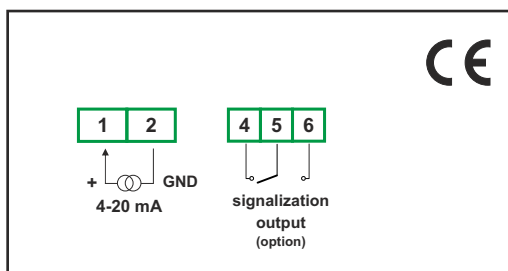 CE
1 2
4 5 6
+ GND
4-20 mA
signalization
output
(option)